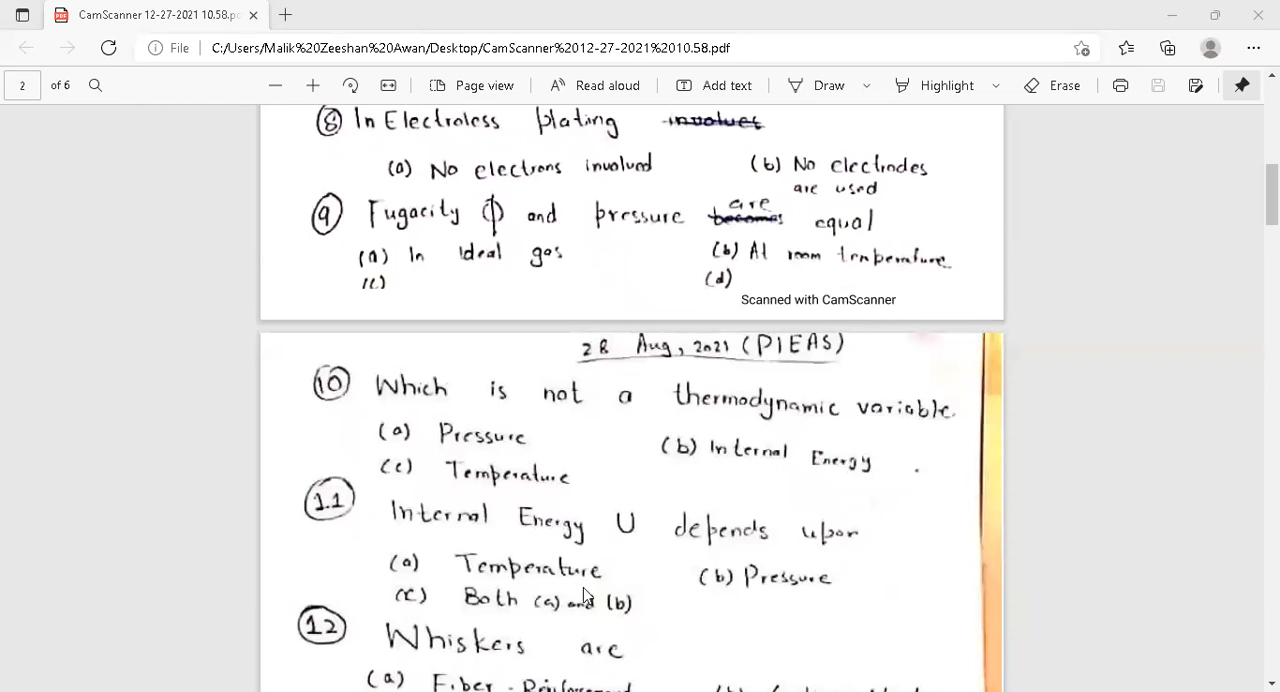 CamScanner 12-27-2021 10.58.p
File C:/Users/Malik%20Zeeshan%20Awan/Desktop/CamScanner%2012-27-2021%2010.58.pdf
2 of 6 Page view Read aloud Add text Draw Highlight Erase
(8) In Electroless plating involves
(a) No electrons involved (b) No electrodes
are used
(9) Fugacity ϕ and pressure becomes are equal
(a) In ideal gas (b) At room temperature
(c) (d)
Scanned with CamScanner
28 Aug, 2021 (PIEAS)
(10) Which is not a thermodynamic variable.
(a) Pressure (b) Internal Energy .
(c) Temperature
(11) Internal Energy U depends upon
(a) Temperature (b) Pressure
(c) Both (a) and (b)
(12) Whiskers are
(a) Fiber - Reinforcement